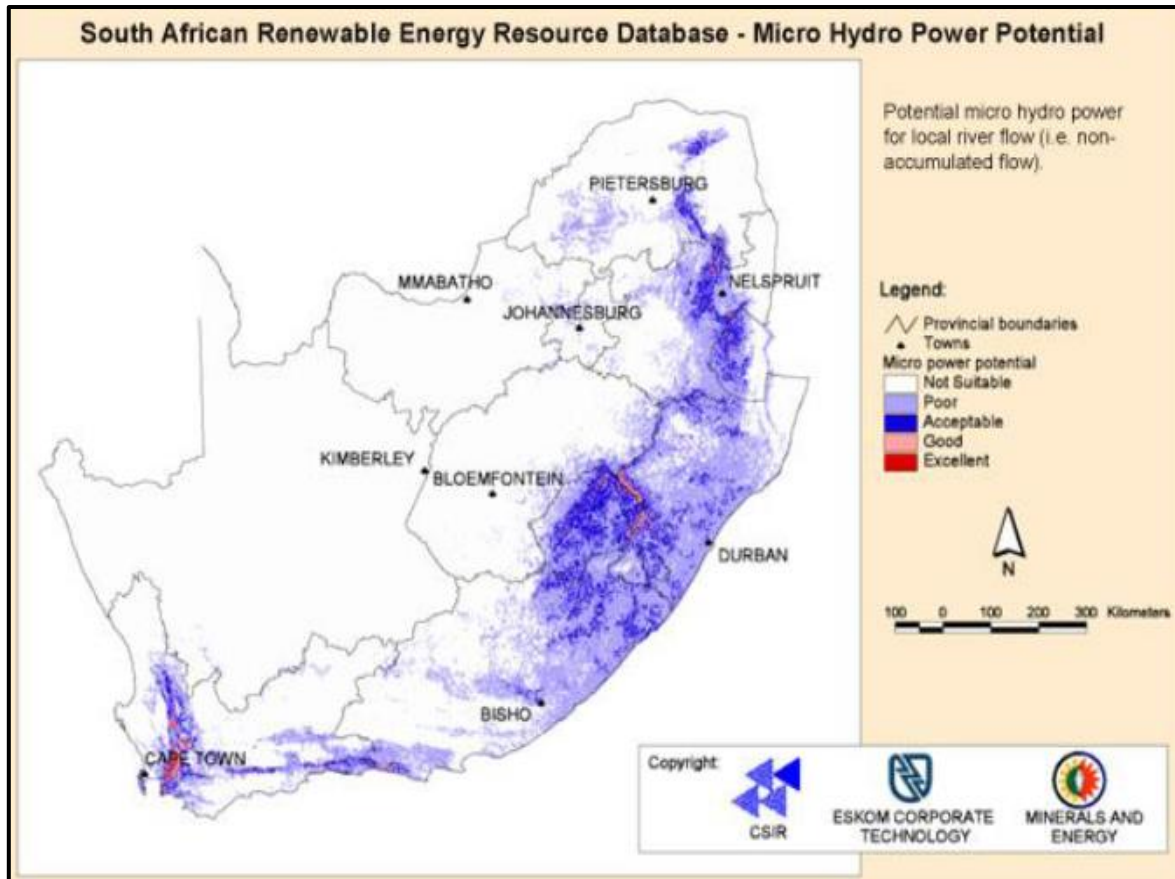 South African Renewable Energy Resource Database - Micro Hydro Power Potential
Potential micro hydro power
for local river flow (i.e. non-
accumulated flow).
PIETERSBURG
MMABATHO
NELSPRUIT
JOHANNESBURG
KIMBERLEY
BLOEMFONTEIN
DURBAN
BISHO
CAPE TOWN
Legend:
Provincial boundaries
Towns
Micro power potential
Not Suitable
Poor
Acceptable
Good
Excellent
N
100 0 100 200 300 Kilometers
Copyright:
CSIR
ESKOM CORPORATE
TECHNOLOGY
MINERALS AND
ENERGY